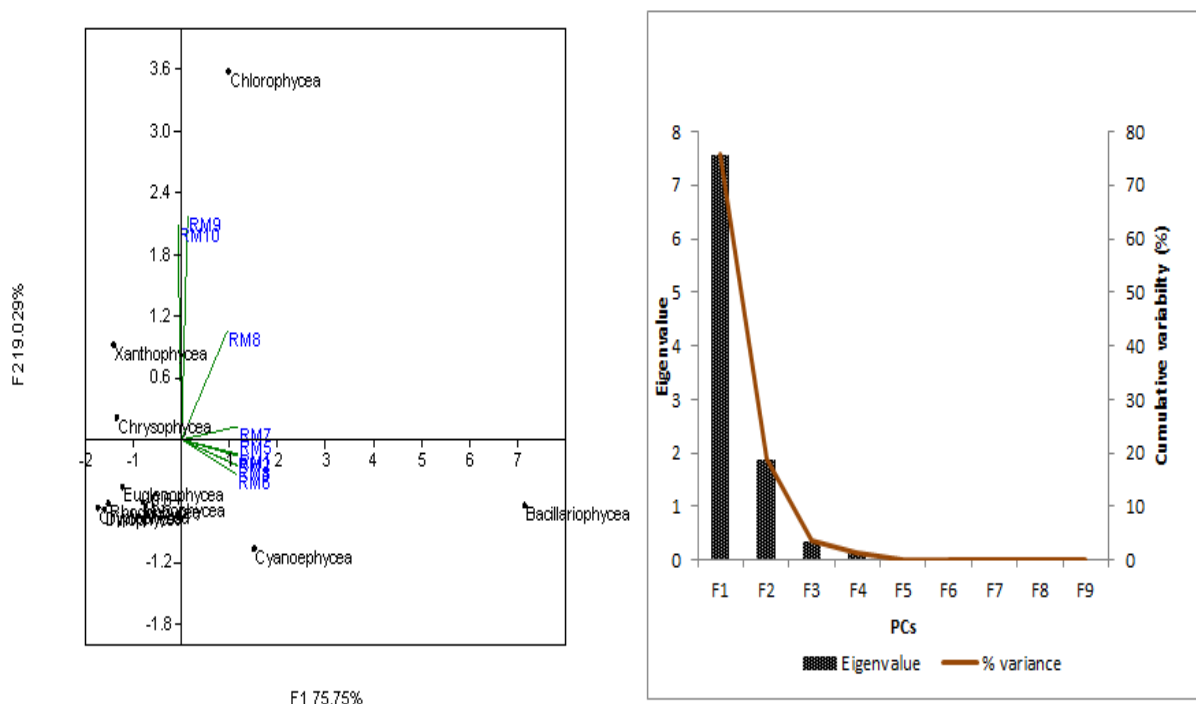 3.6
Chlorophycea
3.0
2.4
RM9
RM10
1.8
1.2
RM8
Xanthophycea
0.6
Chrysophycea
RM7
RM5
-2 -1 1 2 3 4 5 6 7
RM6
Euglenophycea
Bacillariophycea
-1.2
Cyanoephycea
-1.8
F2 19.029%
F1 75.75%
8 80
7 70
6 60
5 50
4 40
3 30
2 20
1 10
0 0
Eigenvalue
Cumulative variabilty (%)
F1 F2 F3 F4 F5 F6 F7 F8 F9
PCs
Eigenvalue % variance